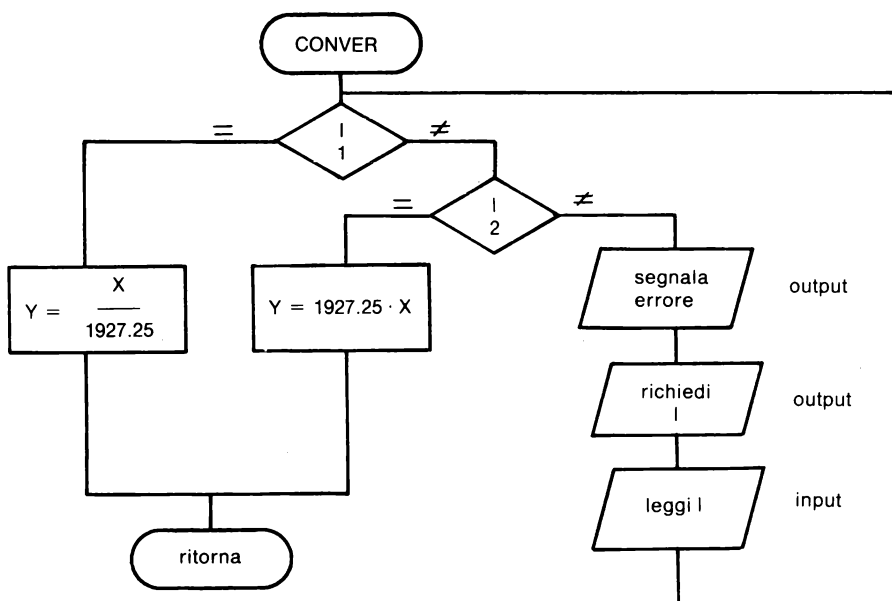 CONVER
=
I
1
≠
=
I
2
≠
Y = X
1927.25
Y = 1927.25 · X
segnala
errore
output
richiedi
I
output
leggi I
input
ritorna